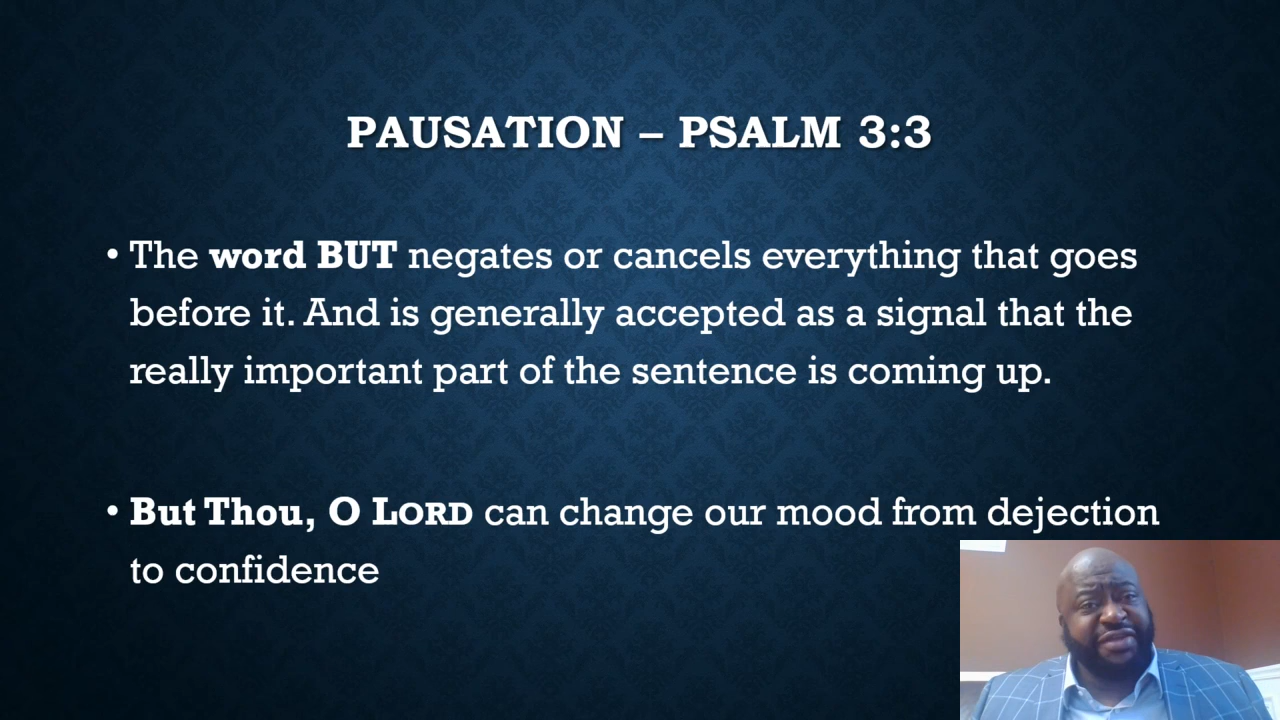 PAUSATION – PSALM 3:3
• The word BUT negates or cancels everything that goes
before it. And is generally accepted as a signal that the
really important part of the sentence is coming up.
• But Thou, O LORD can change our mood from dejection
to confidence